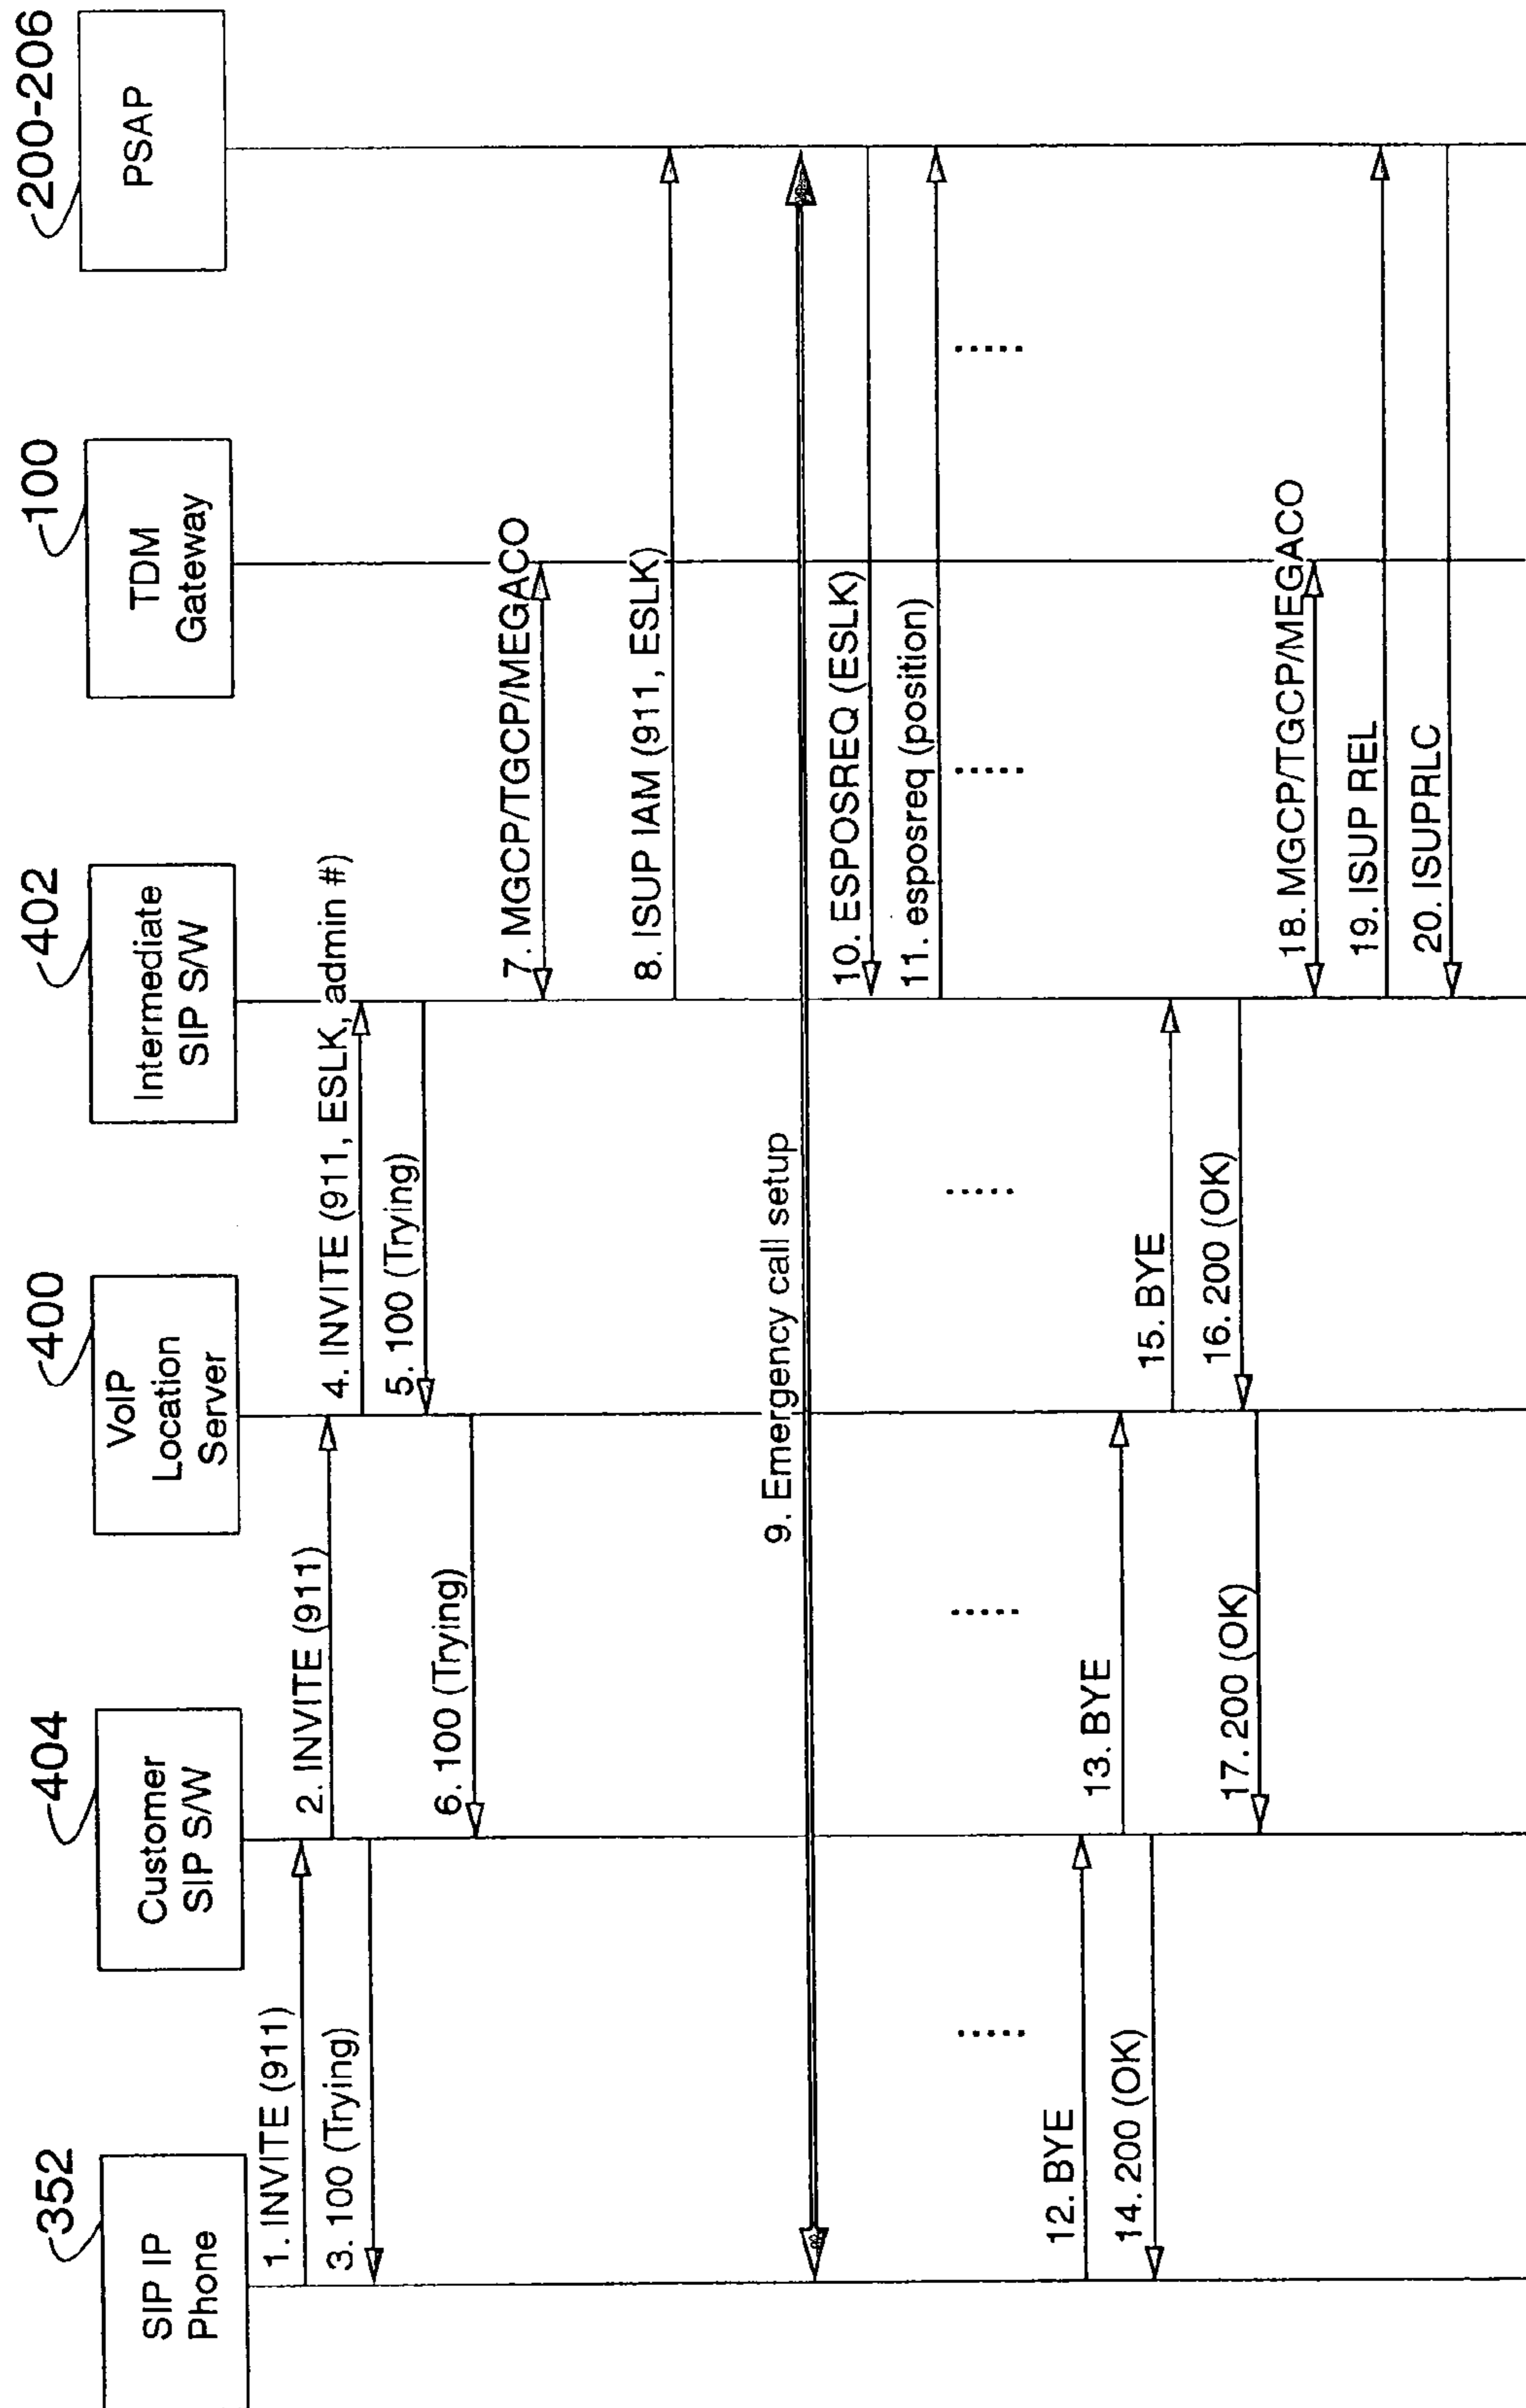 352
SIP IP
Phone
404
Customer
SIP S/W
400
VoIP
Location
Server
402
Intermediate
SIP S/W
100
TDM
Gateway
200-206
PSAP
1. INVITE (911)
2. INVITE (911)
3. 100 (Trying)
4. INVITE (911, ESLK, admin #)
5. 100 (Trying)
6. 100 (Trying)
7. MGCP/TGCP/MEGACO
8. ISUP IAM (911, ESLK)
9. Emergency call setup
10. ESPOSREQ (ESLK)
11. esposreq (position)
.....
.....
.....
.....
.....
12. BYE
13. BYE
14. 200 (OK)
15. BYE
16. 200 (OK)
17. 200 (OK)
18. MGCP/TGCP/MEGACO
19. ISUP REL
20. ISUPRLC